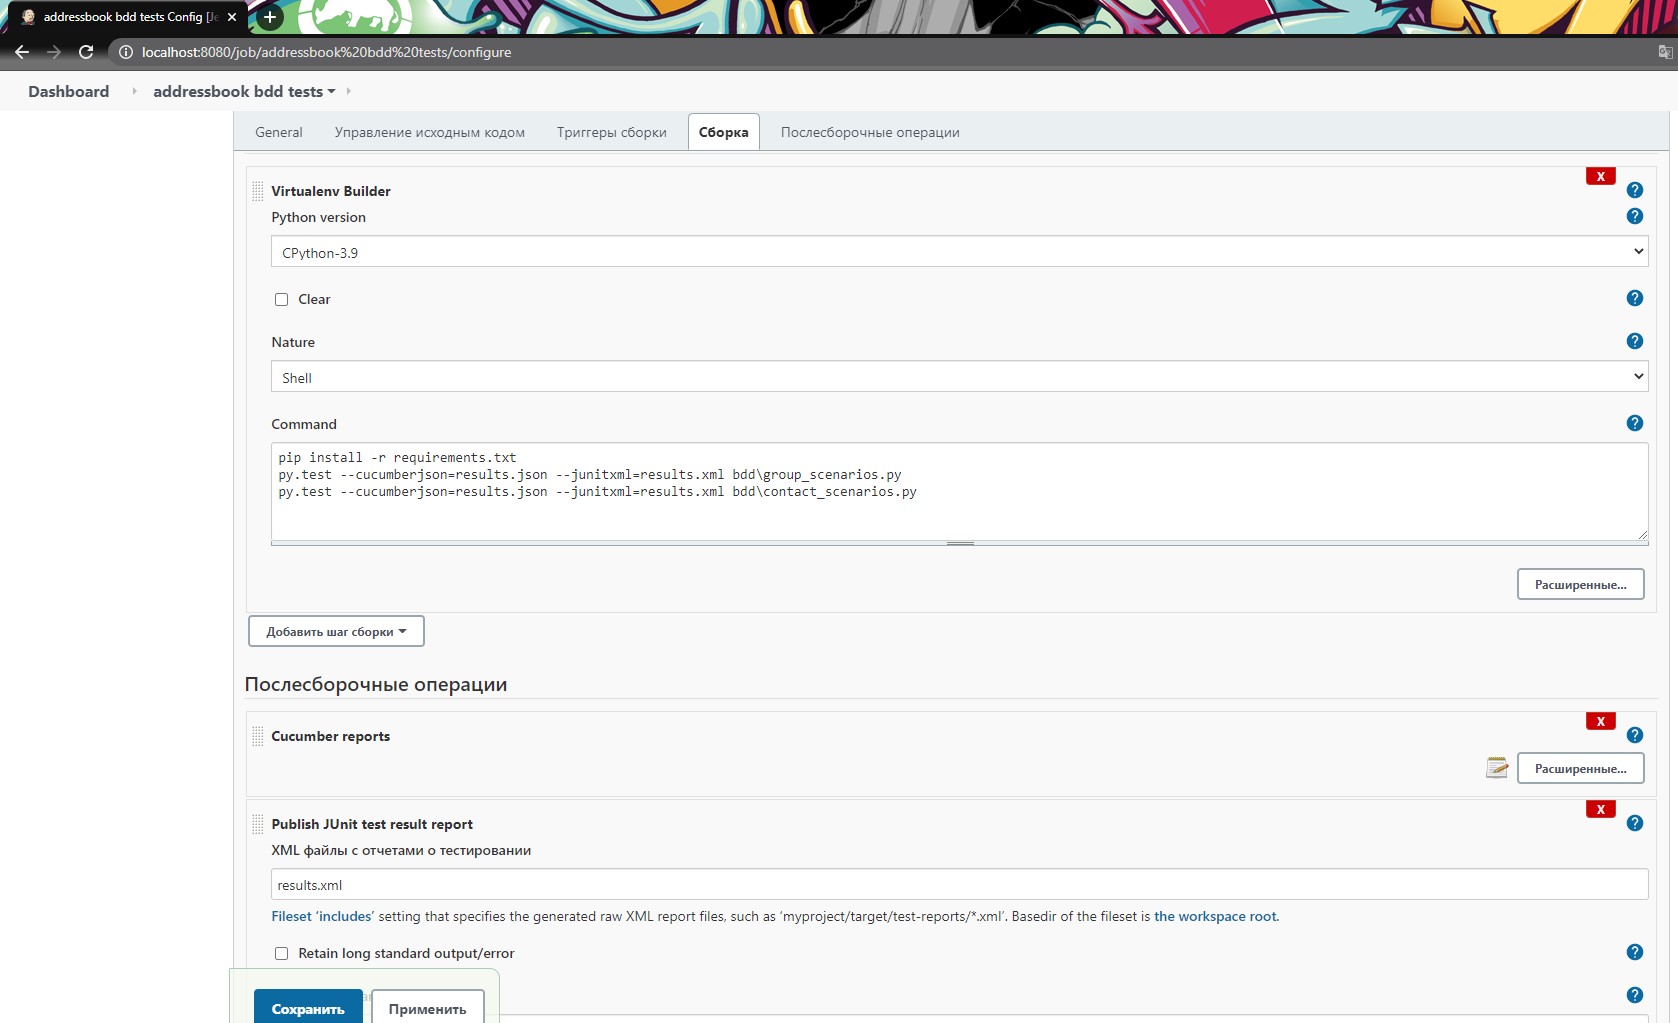 addressbook bdd tests Config [Je
localhost:8080/job/addressbook%20bdd%20tests/configure
Dashboard
addressbook bdd tests
General
Управление исходным кодом
Триггеры сборки
Сборка
Послесборочные операции
X
Virtualenv Builder
?
Python version
?
CPython-3.9
Clear
?
Nature
?
Shell
Command
?
pip install -r requirements.txt
py.test --cucumberjson=results.json --junitxml=results.xml bdd\group_scenarios.py
py.test --cucumberjson=results.json --junitxml=results.xml bdd\contact_scenarios.py
Расширенные...
Добавить шаг сборки
Послесборочные операции
X
Cucumber reports
?
Расширенные...
X
Publish JUnit test result report
?
XML файлы с отчетами о тестировании
results.xml
Fileset ‘includes’ setting that specifies the generated raw XML report files, such as ‘myproject/target/test-reports/*.xml’. Basedir of the fileset is the workspace root.
Retain long standard output/error
?
?
Сохранить
Применить